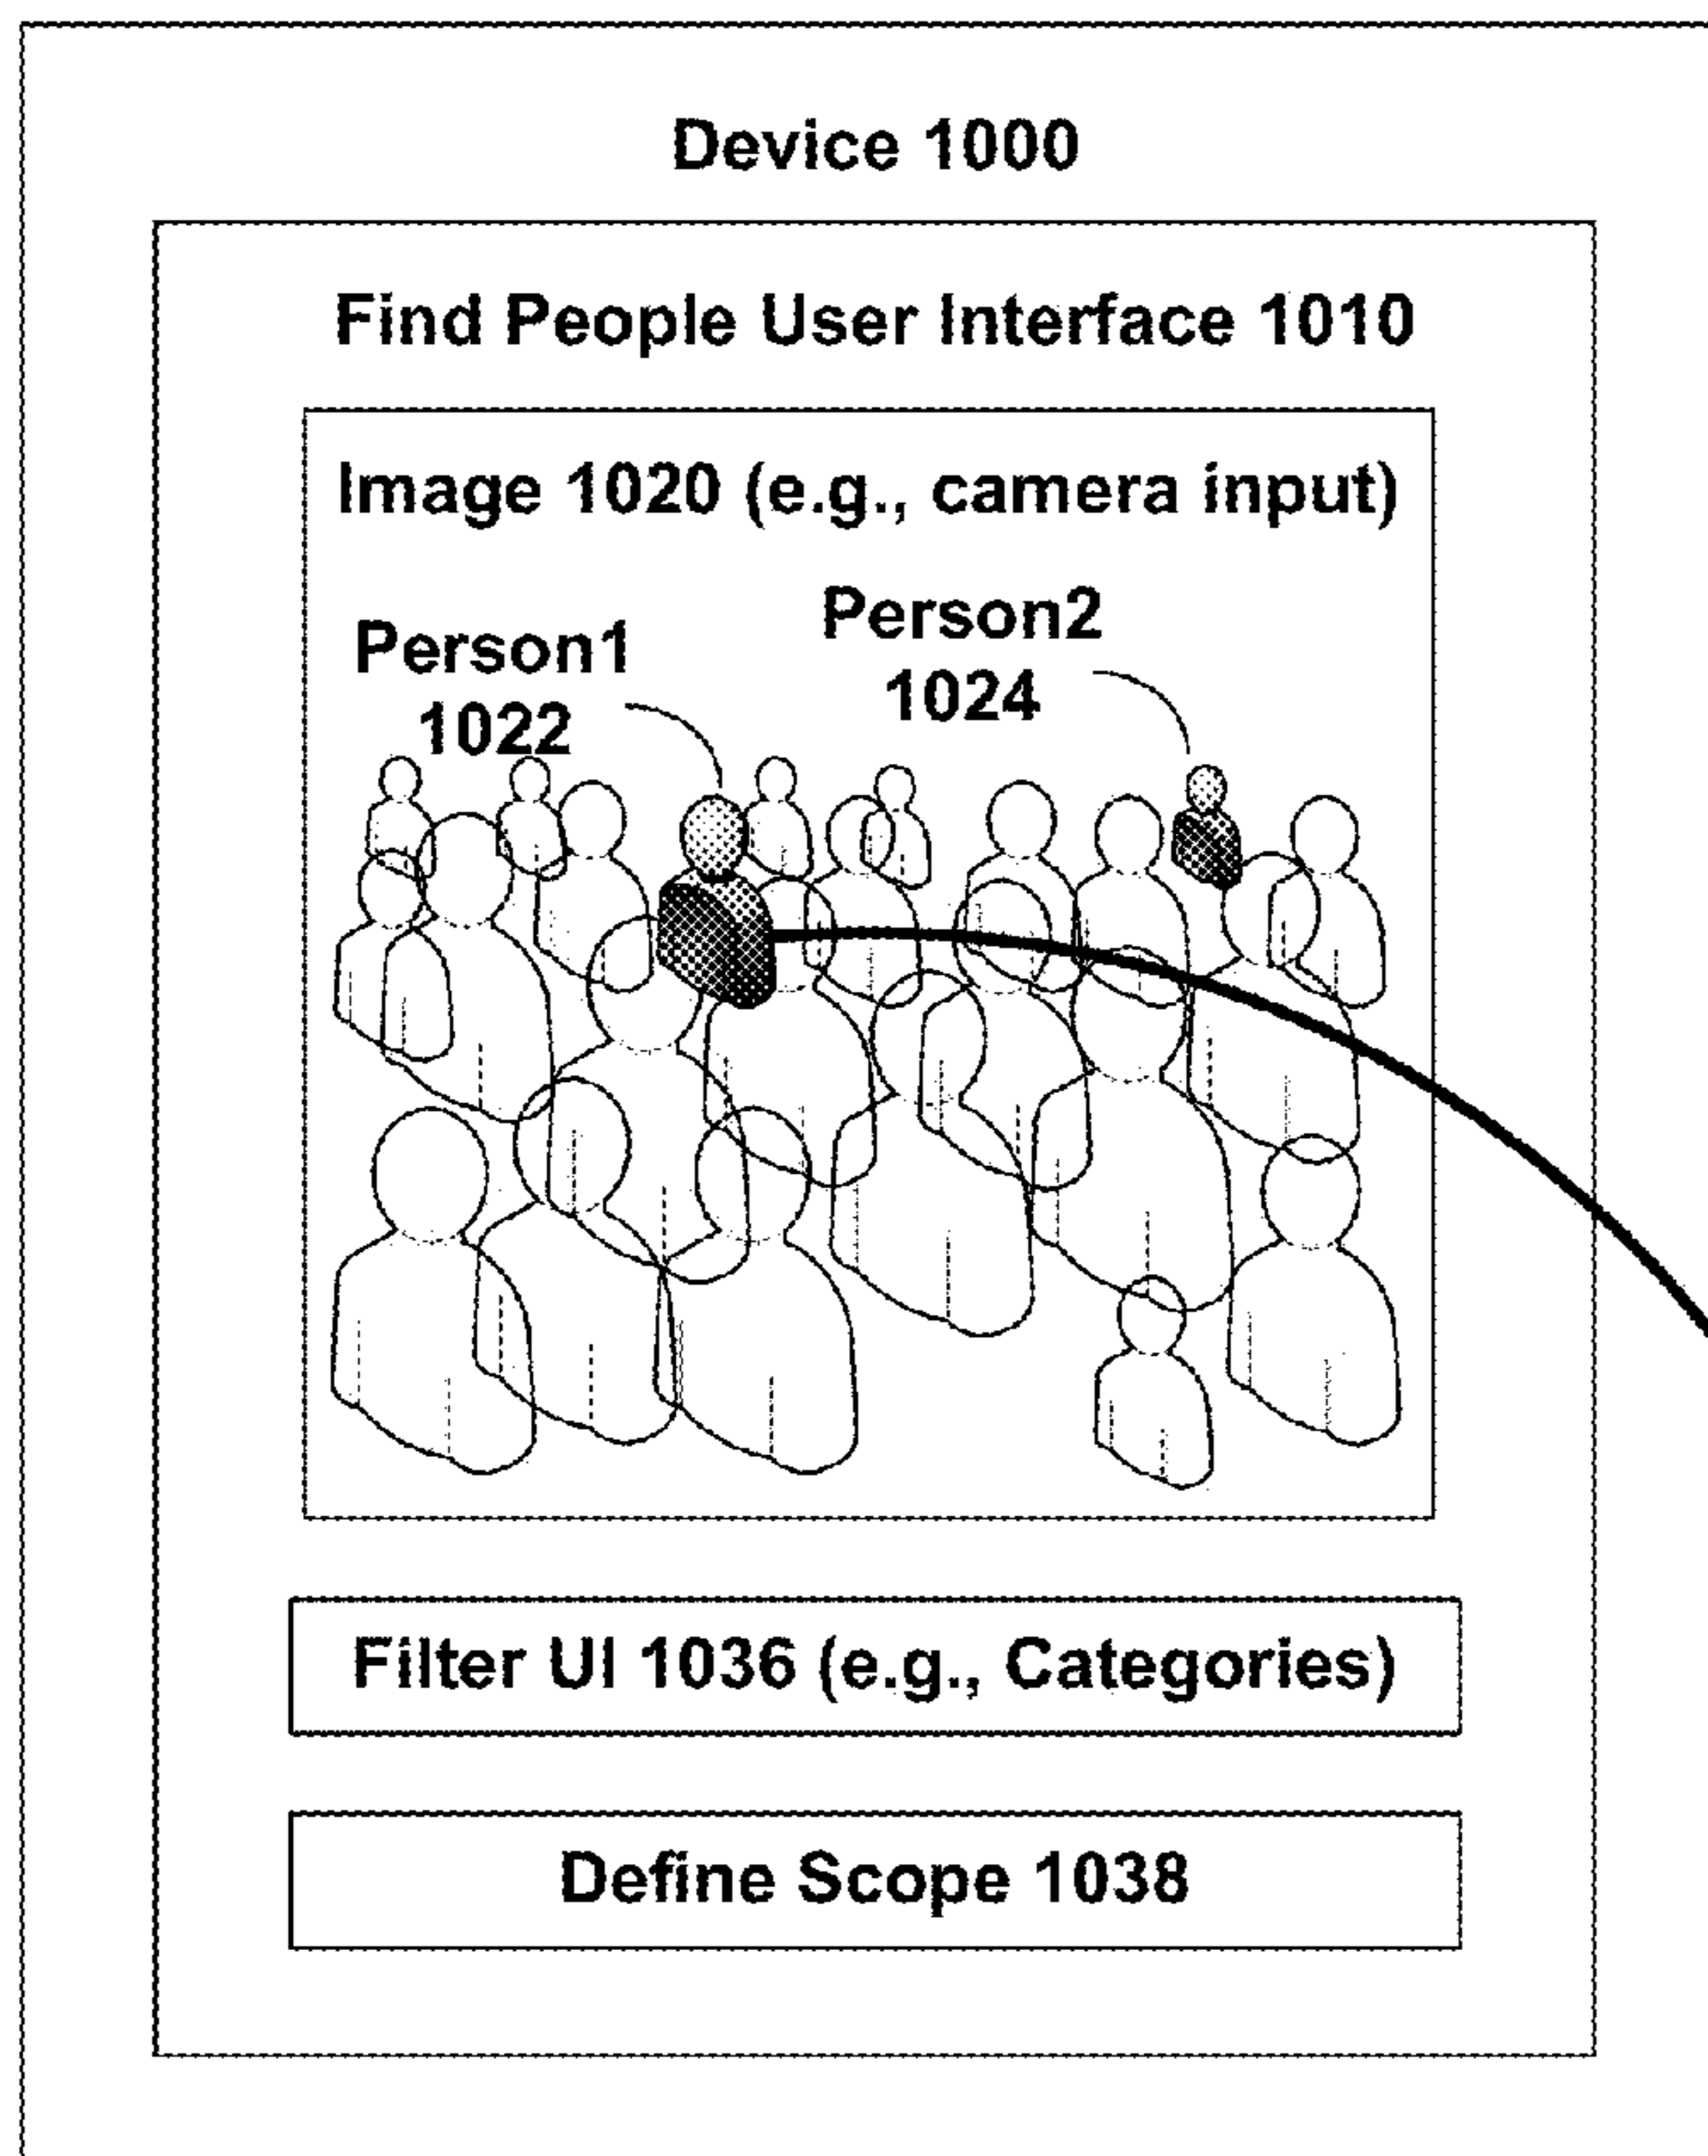 Device 1000
Find People User Interface 1010
Image 1020 (e.g., camera input)
Person1
1022
Person2
1024
Filter UI 1036 (e.g., Categories)
Define Scope 1038